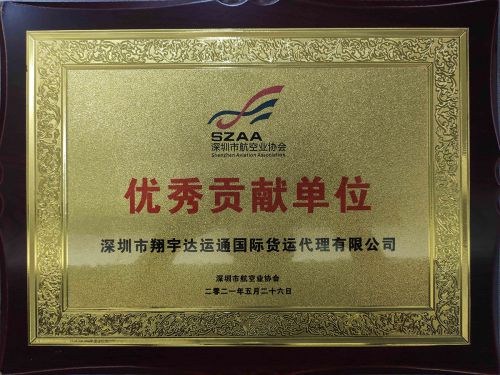 SZAA
深圳市航空业协会
Shenzhen Aviation Association
优秀贡献单位
深圳市翔宇达运通国际货运代理有限公司
深圳市航空业协会
二零二一年五月二十六日